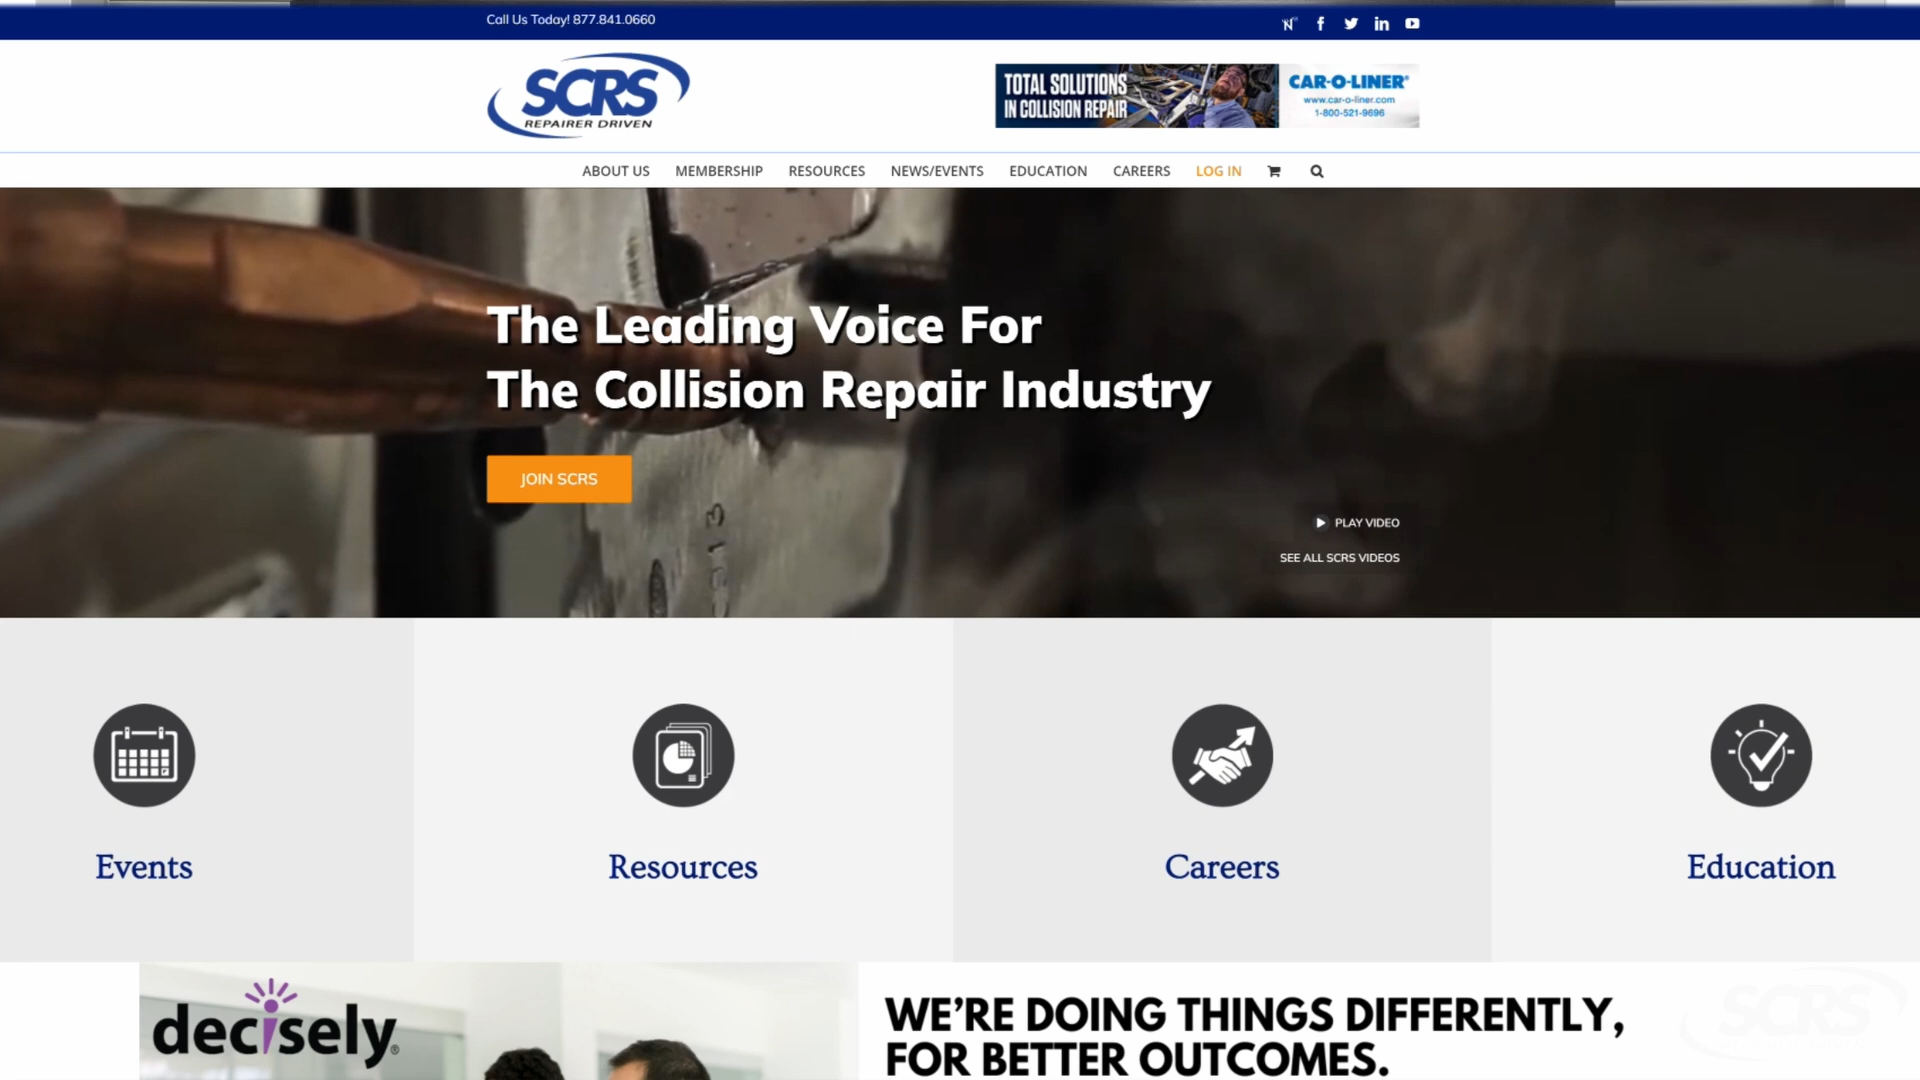 Call Us Today! 877.841.0660
SCRS
REPAIRER DRIVEN
TOTAL SOLUTIONS
IN COLLISION REPAIR
CAR-O-LINER®
www.car-o-liner.com
1-800-521-9696
ABOUT US MEMBERSHIP RESOURCES NEWS/EVENTS EDUCATION CAREERS LOG IN
The Leading Voice For
The Collision Repair Industry
JOIN SCRS
PLAY VIDEO
SEE ALL SCRS VIDEOS
Events Resources Careers Education
decisely®
WE'RE DOING THINGS DIFFERENTLY,
FOR BETTER OUTCOMES.
SCRS